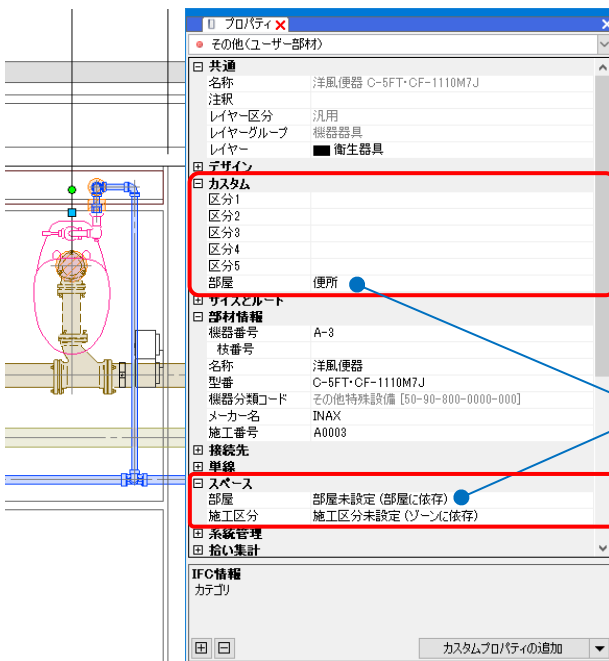 プロパティ
その他(ユーザー部材)
共通
名称 洋風便器 C-5FT・CF-1110M7J
注釈
レイヤー区分 汎用
レイヤーグループ 機器器具
レイヤー 衛生器具
デザイン
カスタム
区分1
区分2
区分3
区分4
区分5
部屋 便所
サイズとルート
部材情報
機器番号 A-3
枝番号
名称 洋風便器
型番 C-5FT・CF-1110M7J
機器分類コード その他特殊設備 [50-90-800-0000-000]
メーカー名 INAX
施工番号 A0003
接続先
単線
スペース
部屋 部屋未設定 (部屋に依存)
施工区分 施工区分未設定 (ゾーンに依存)
系統管理
拾い集計
IFC情報
カテゴリ
カスタムプロパティの追加